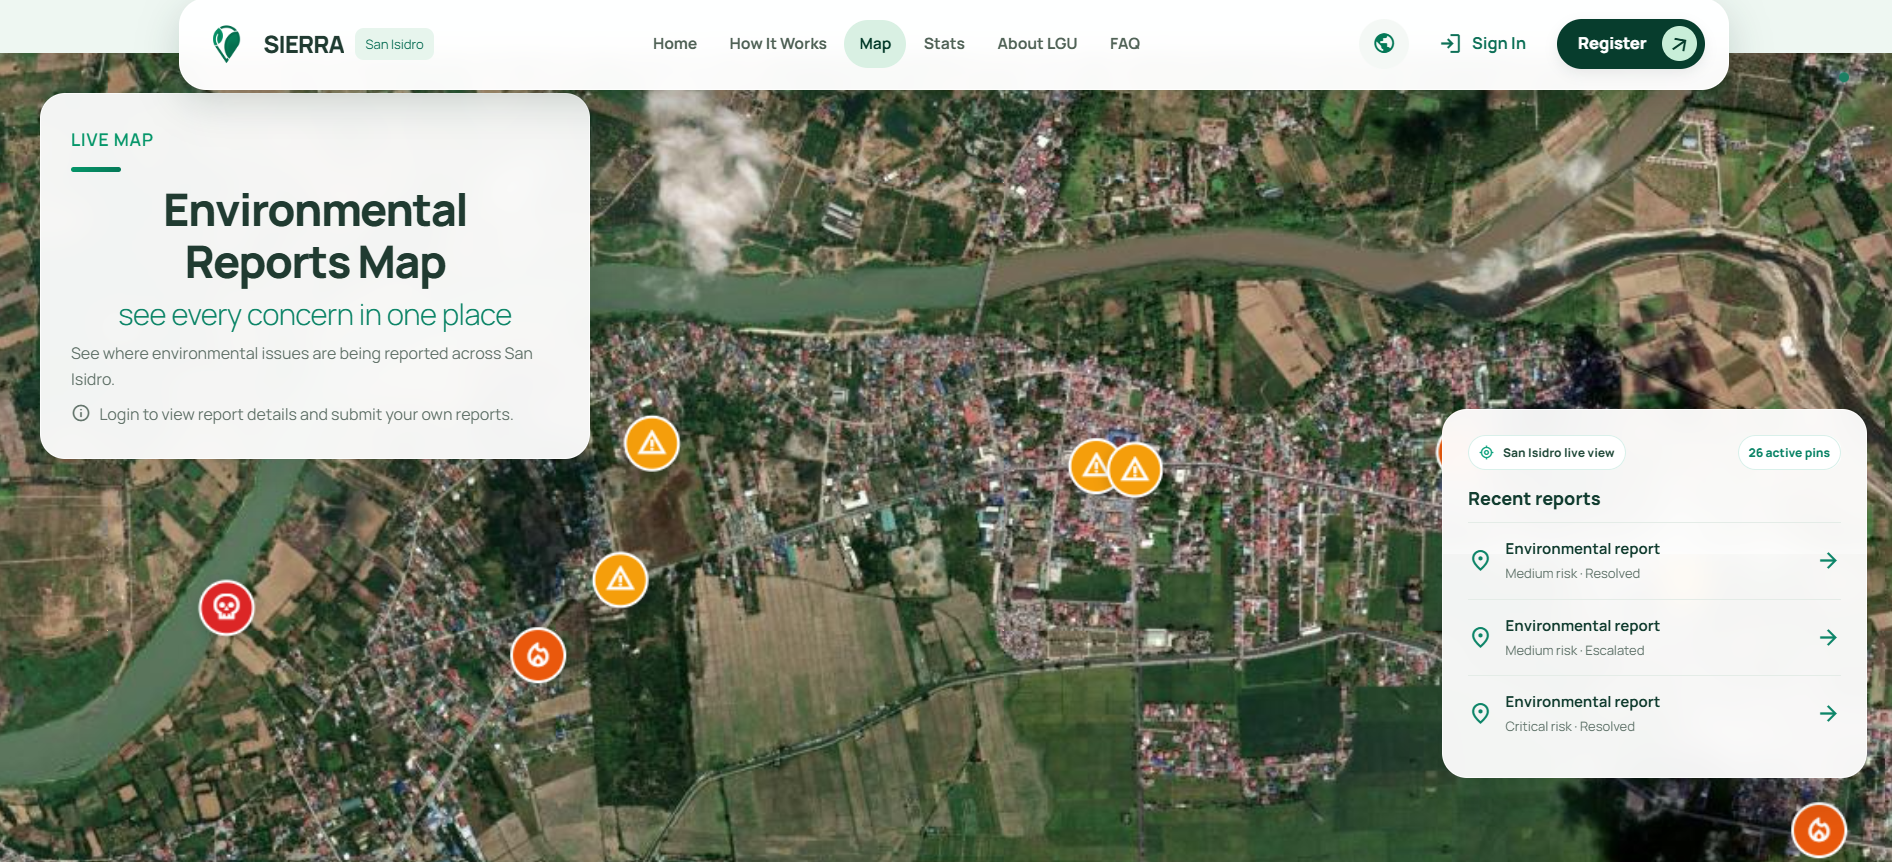 SIERRA
San Isidro
Home
How It Works
Map
Stats
About LGU
FAQ
Sign In
Register
LIVE MAP
Environmental
Reports Map
see every concern in one place
See where environmental issues are being reported across San
Isidro.
Login to view report details and submit your own reports.
San Isidro live view
26 active pins
Recent reports
Environmental report
Medium risk · Resolved
Environmental report
Medium risk · Escalated
Environmental report
Critical risk · Resolved